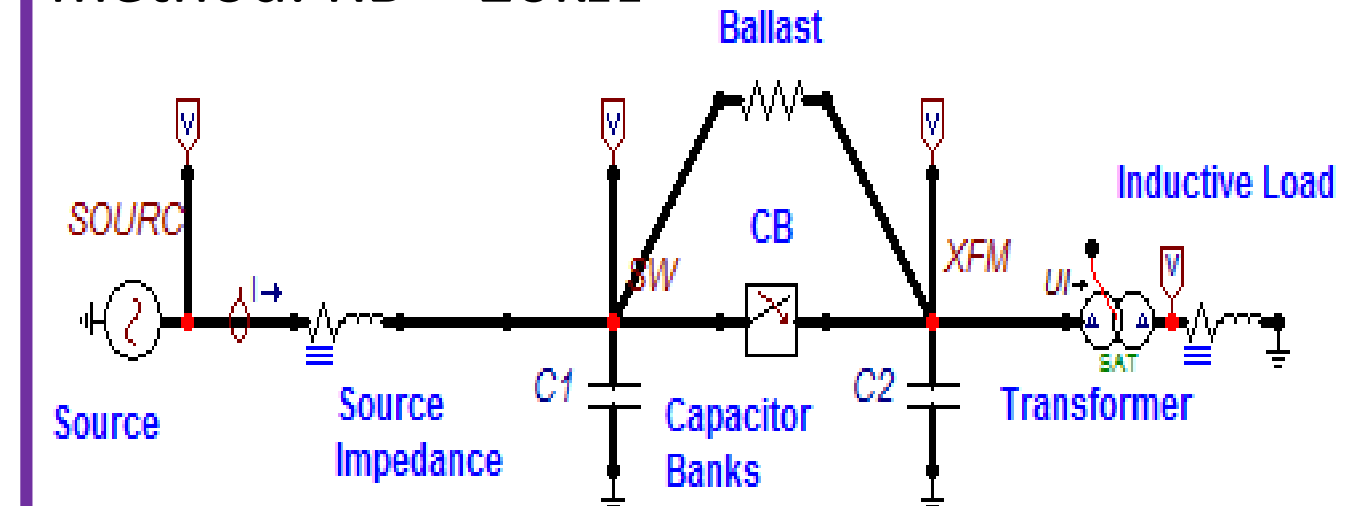 Ballast
V
V
V
Inductive Load
SOURC
CB
SW
XFM
UI
V
I
SAT
C1
C2
Source
Source
Impedance
Capacitor
Banks
Transformer